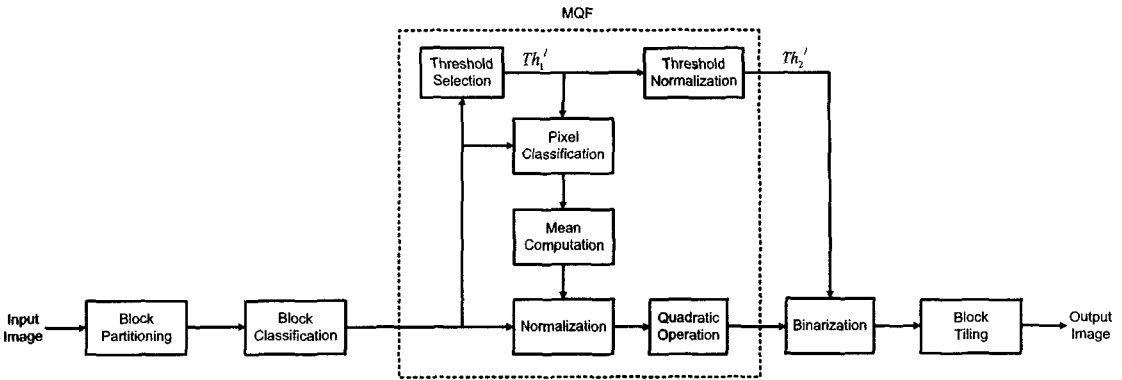 MQF
Threshold
Selection
Th₁′
Threshold
Normalization
Th₂′
Pixel
Classification
Mean
Computation
Input
Image
Block
Partitioning
Block
Classification
Normalization
Quadratic
Operation
Binarization
Block
Tiling
Output
Image